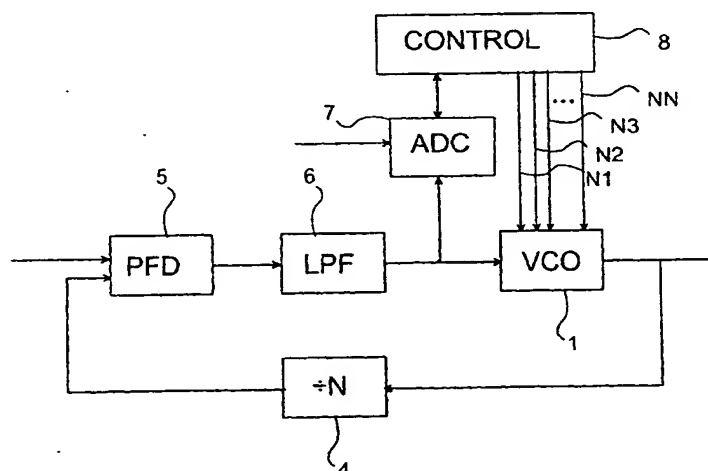 CONTROL
8
...
NN
7
N3
ADC
N2
N1
5
6
PFD
LPF
VCO
1
÷N
4